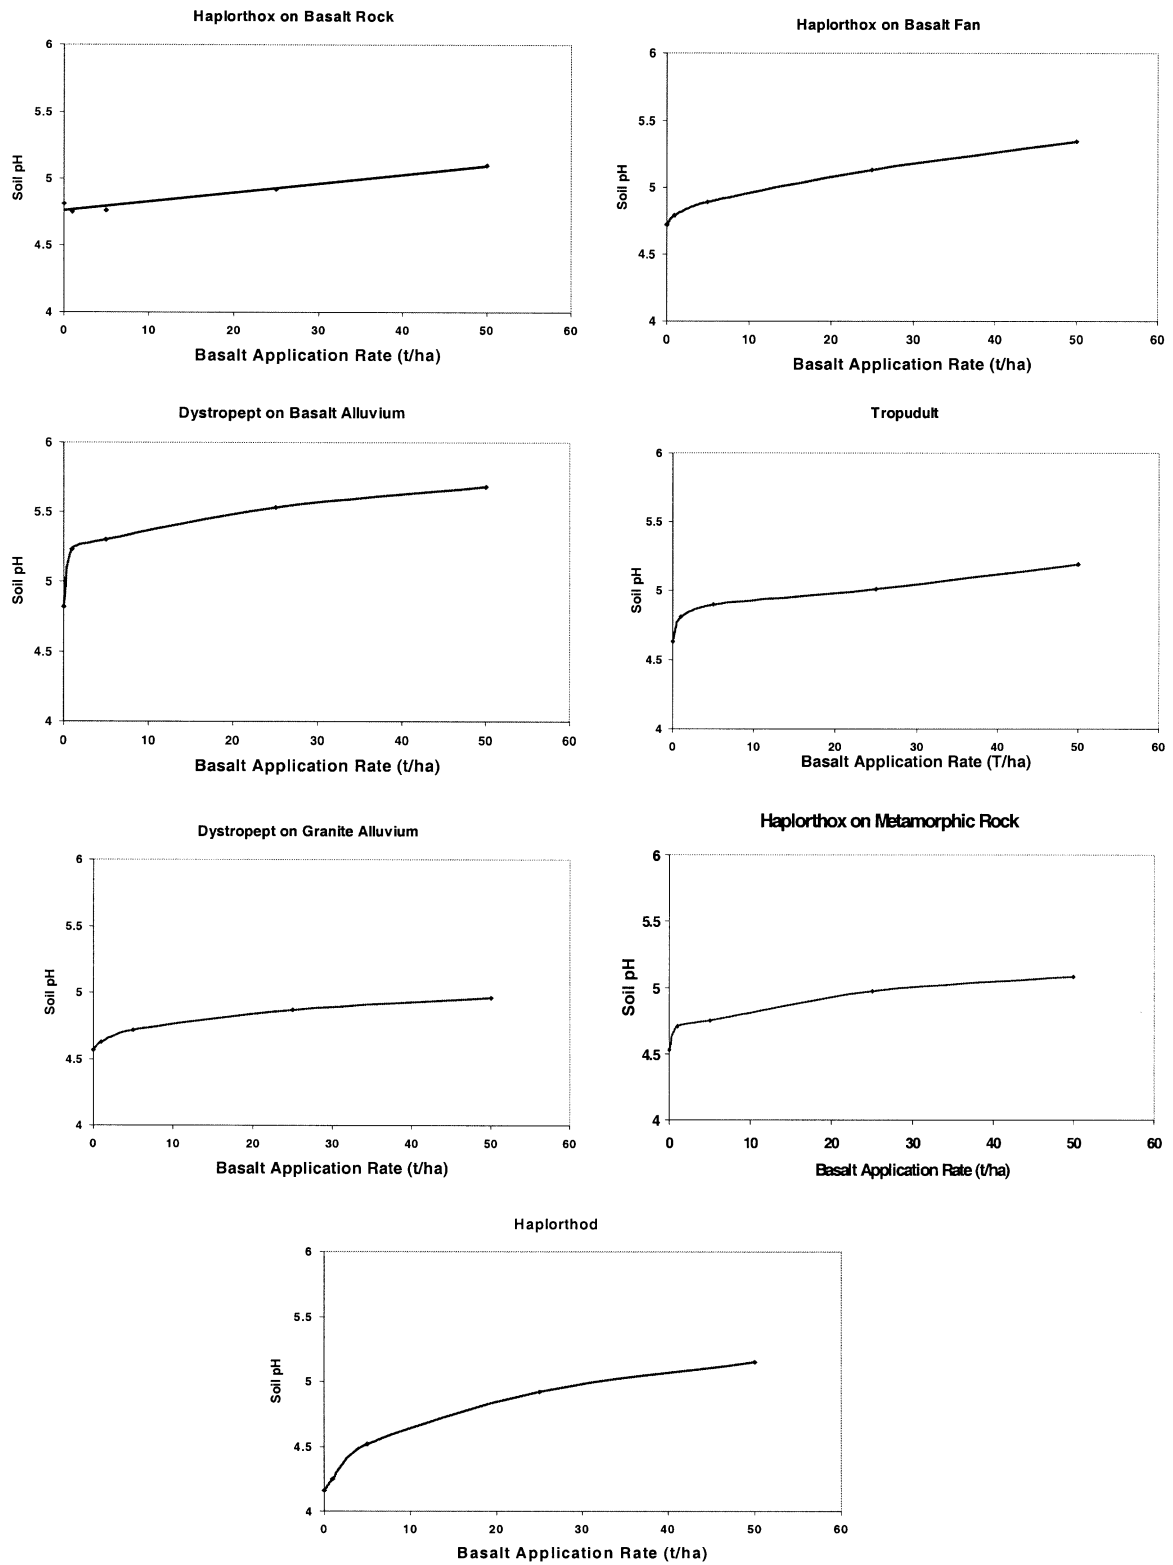 Haplorthox on Basalt Rock
6
5.5
5
4.5
4
Soil pH
0 10 20 30 40 50 60
Basalt Application Rate (t/ha)
Haplorthox on Basalt Fan
6
5.5
5
4.5
4
Soil pH
0 10 20 30 40 50 60
Basalt Application Rate (t/ha)
Dystropept on Basalt Alluvium
6
5.5
5
4.5
4
Soil pH
0 10 20 30 40 50 60
Basalt Application Rate (t/ha)
Tropudult
6
5.5
5
4.5
4
Soil pH
0 10 20 30 40 50 60
Basalt Application Rate (T/ha)
Dystropept on Granite Alluvium
6
5.5
5
4.5
4
Soil pH
0 10 20 30 40 50 60
Basalt Application Rate (t/ha)
Haplorthox on Metamorphic Rock
6
5.5
5
4.5
4
Soil pH
0 10 20 30 40 50 60
Basalt Application Rate (t/ha)
Haplorthod
6
5.5
5
4.5
4
Soil pH
0 10 20 30 40 50 60
Basalt Application Rate (t/ha)